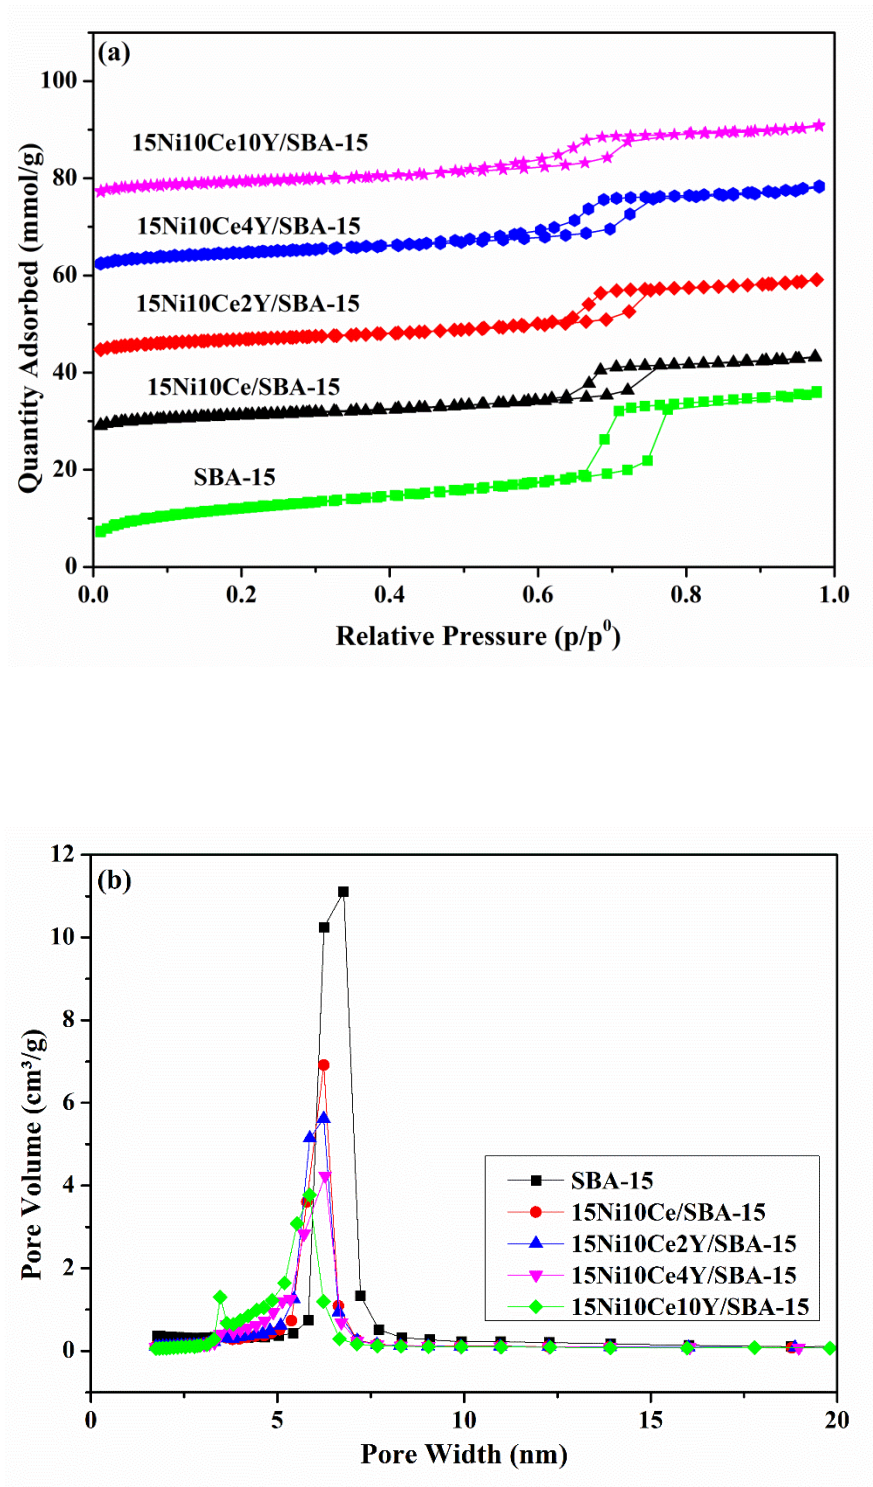 (a)
100
80
60
40
20
0
Quantity Adsorbed (mmol/g)
15Ni10Ce10Y/SBA-15
15Ni10Ce4Y/SBA-15
15Ni10Ce2Y/SBA-15
15Ni10Ce/SBA-15
SBA-15
0.0 0.2 0.4 0.6 0.8 1.0
Relative Pressure (p/p⁰)
(b)
12
10
8
6
4
2
0
Pore Volume (cm³/g)
SBA-15
15Ni10Ce/SBA-15
15Ni10Ce2Y/SBA-15
15Ni10Ce4Y/SBA-15
15Ni10Ce10Y/SBA-15
0 5 10 15 20
Pore Width (nm)